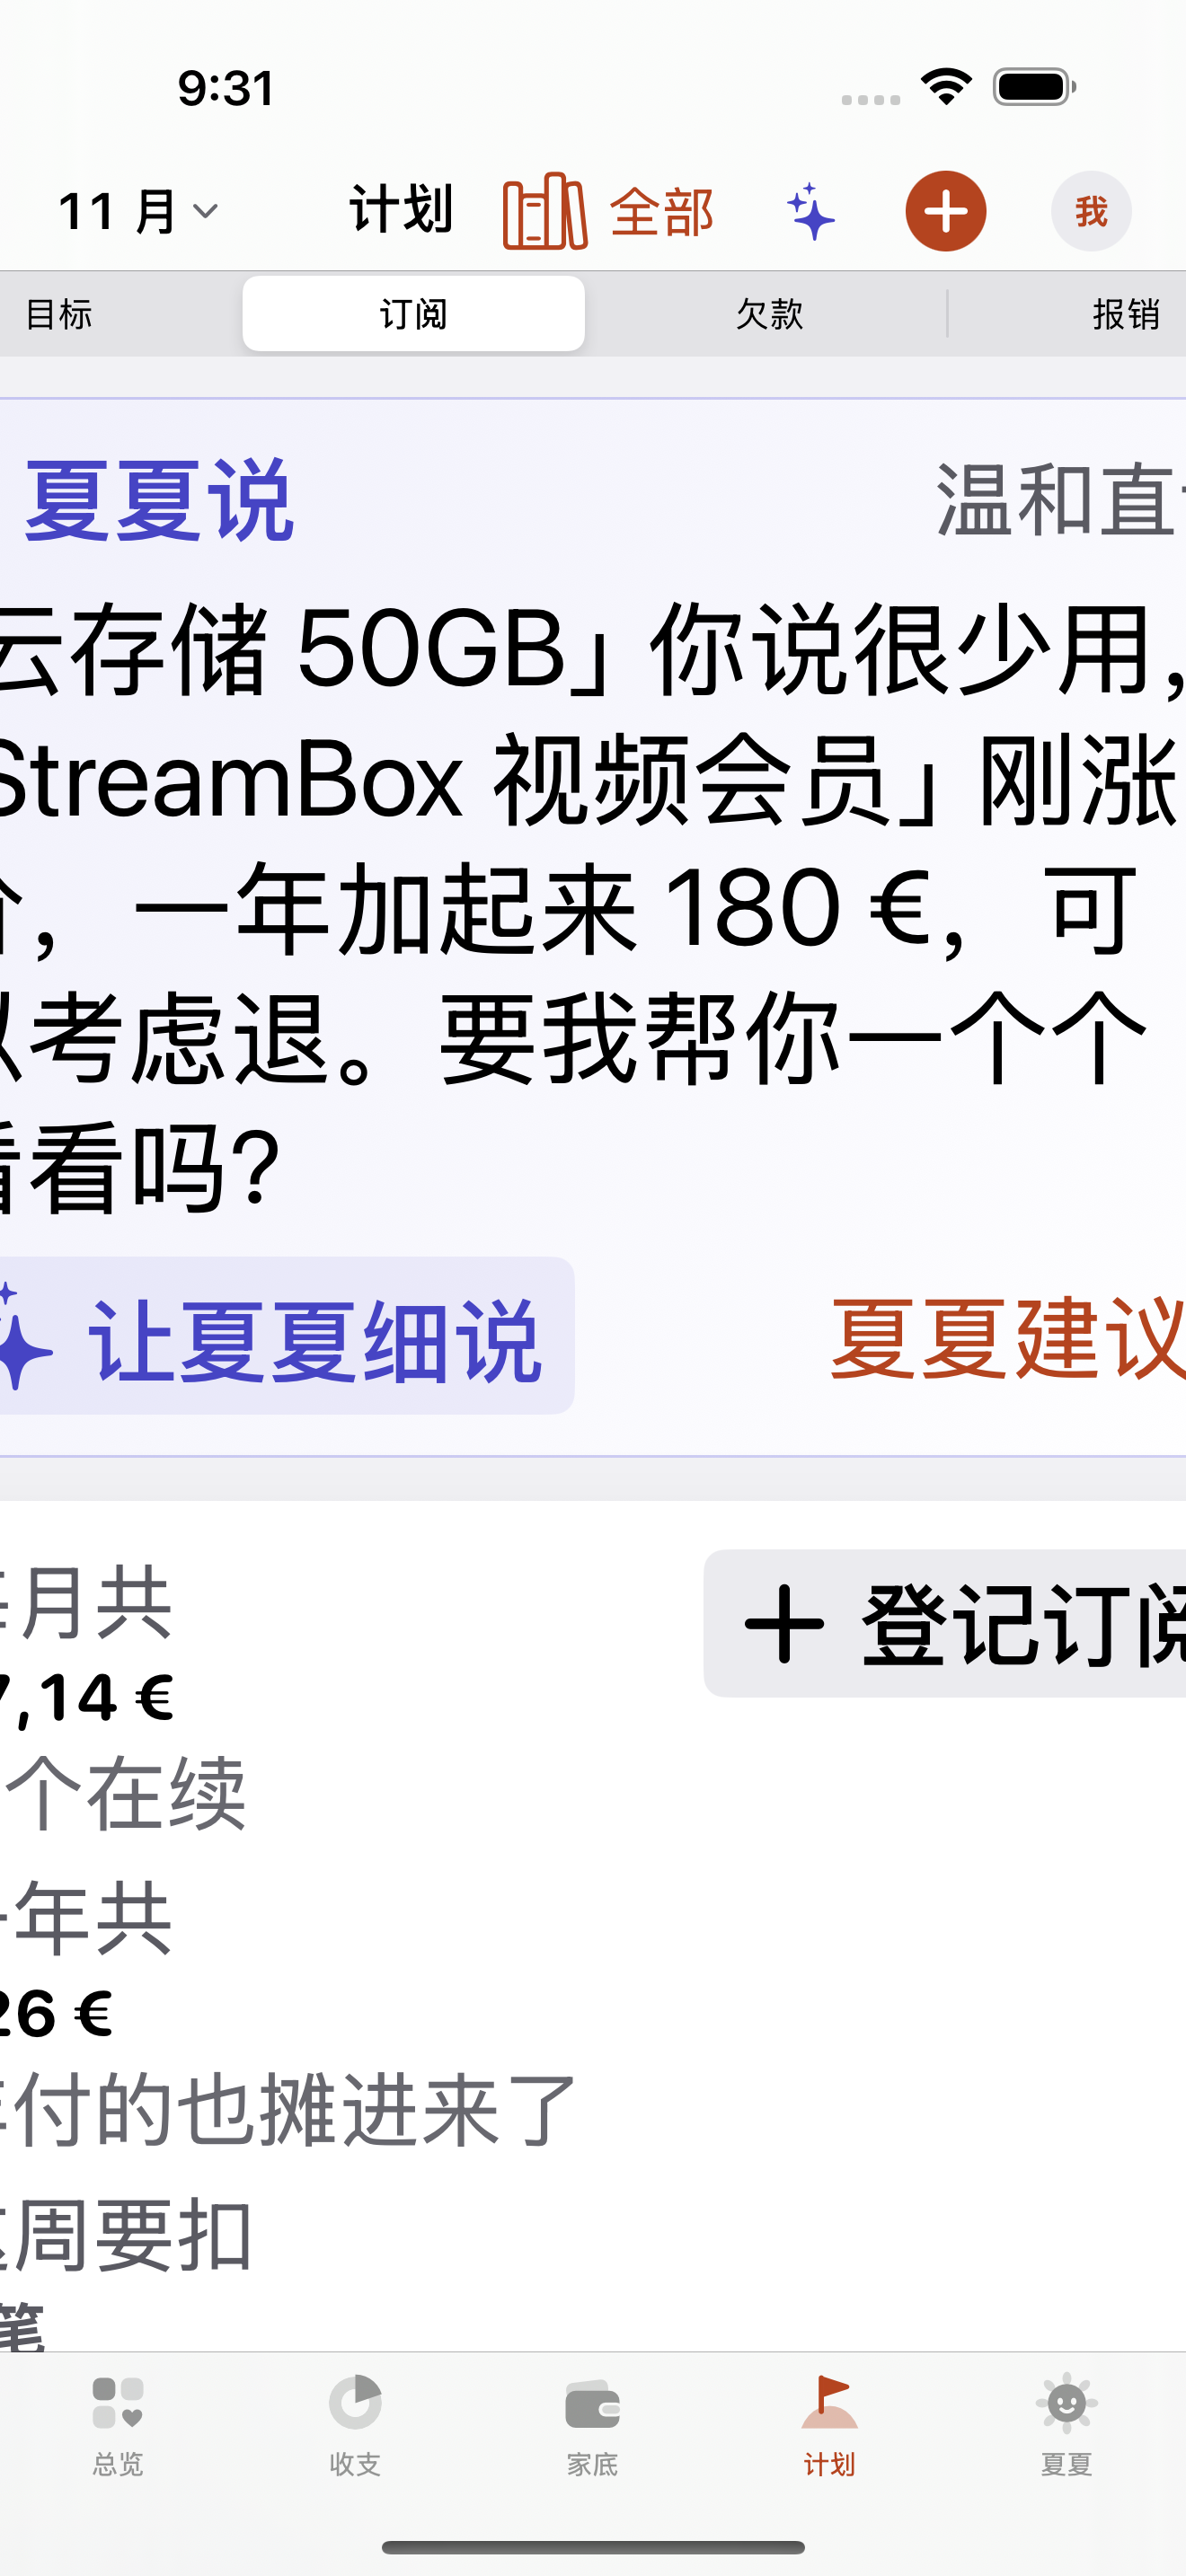 9:31
11 月
计划
全部
我
目标
订阅
欠款
报销
夏夏说
温和直
云存储 50GB」你说很少用,
StreamBox 视频会员」刚涨
价，一年加起来 180 €，可
以考虑退。要我帮你一个个
看看吗?
让夏夏细说
夏夏建议
月共
登记订阅
7,14 €
个在续
年共
26 €
付的也摊进来了
周要扣
笔
总览
收支
家底
计划
夏夏